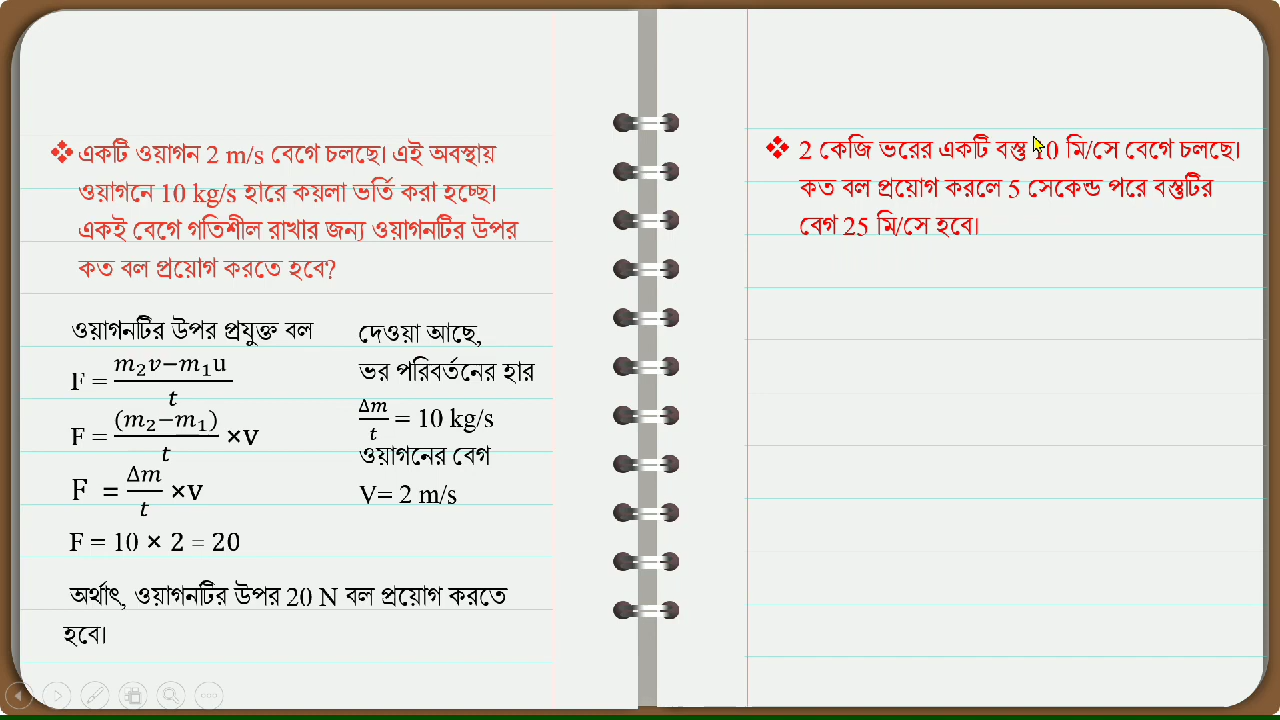 ❖ একটি ওয়াগন 2 m/s বেগে চলছে। এই অবস্থায়
ওয়াগনে 10 kg/s হারে কয়লা ভর্তি করা হচ্ছে।
একই বেগে গতিশীল রাখার জন্য ওয়াগনটির উপর
কত বল প্রয়োগ করতে হবে?
ওয়াগনটির উপর প্রযুক্ত বল
F = (m₂v−m₁u)/t
F = (m₂−m₁)/t ×v
F = Δm/t ×v
F = 10 × 2 = 20
দেওয়া আছে,
ভর পরিবর্তনের হার
Δm/t = 10 kg/s
ওয়াগনের বেগ
V= 2 m/s
অর্থাৎ, ওয়াগনটির উপর 20 N বল প্রয়োগ করতে
হবে।
❖ 2 কেজি ভরের একটি বস্তু 10 মি/সে বেগে চলছে।
কত বল প্রয়োগ করলে 5 সেকেন্ড পরে বস্তুটির
বেগ 25 মি/সে হবে।